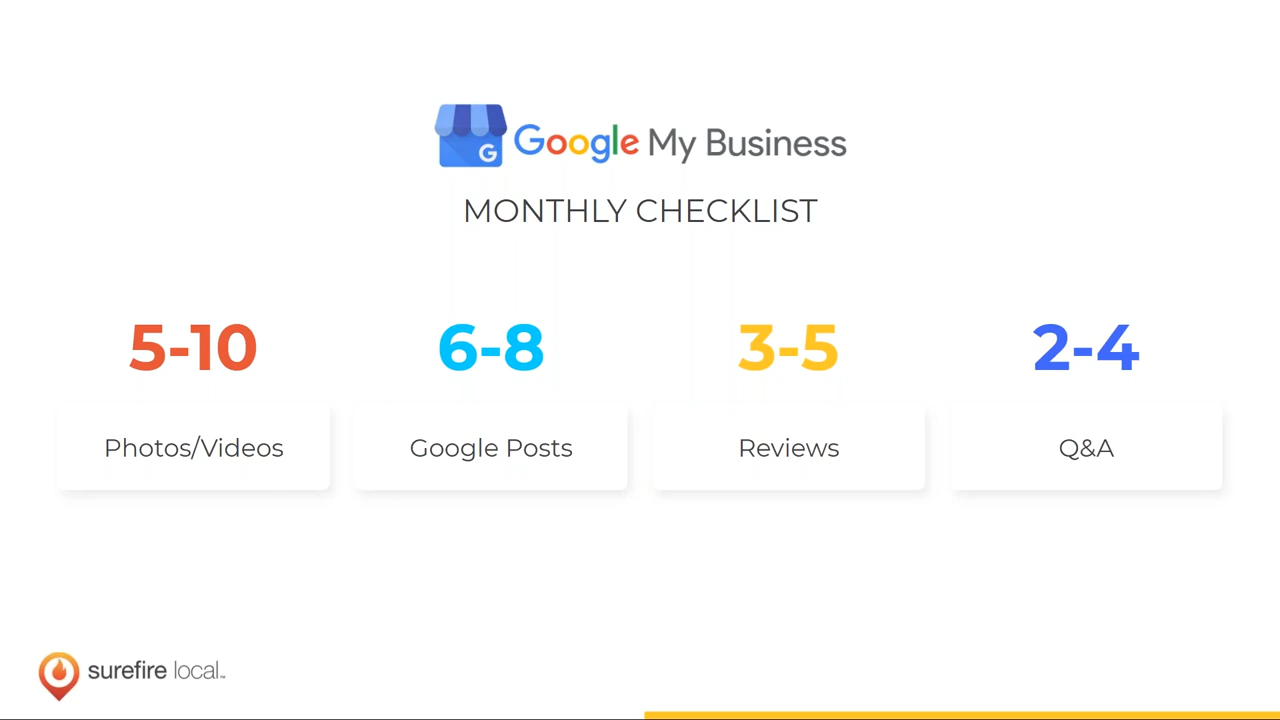 G Google My Business
MONTHLY CHECKLIST
5-10
Photos/Videos
6-8
Google Posts
3-5
Reviews
2-4
Q&A
surefire local™